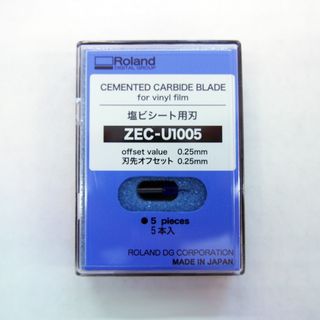 Roland
DIGITAL GROUP
CEMENTED CARBIDE BLADE
for vinyl film
塩ビシート用刃
ZEC-U1005
offset value 0.25mm
刃先オフセット 0.25mm
5 pieces
5本入
ROLAND DG CORPORATION
MADE IN JAPAN